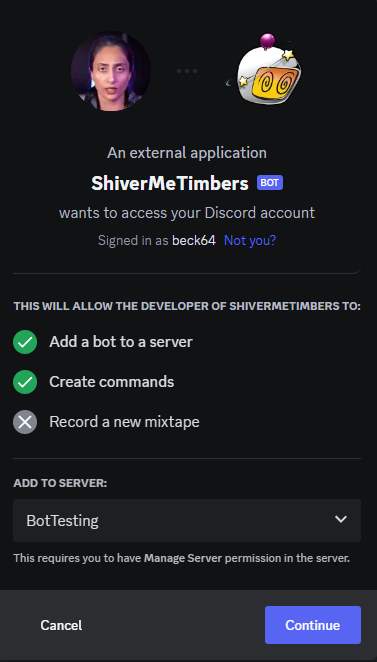 An external application
ShiverMeTimbers BOT
wants to access your Discord account
Signed in as beck64 Not you?
THIS WILL ALLOW THE DEVELOPER OF SHIVERMETIMBERS TO:
Add a bot to a server
Create commands
Record a new mixtape
ADD TO SERVER:
BotTesting
This requires you to have Manage Server permission in the server.
Cancel Continue